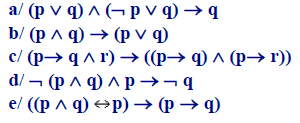 a/ (p ∨ q) ∧ (¬ p ∨ q) → q
b/ (p ∧ q) → (p ∨ q)
c/ (p→ q ∧ r) → ((p→ q) ∧ (p→ r))
d/ ¬ (p ∧ q) ∧ p → ¬ q
e/ ((p ∧ q) ⇔p) → (p → q)